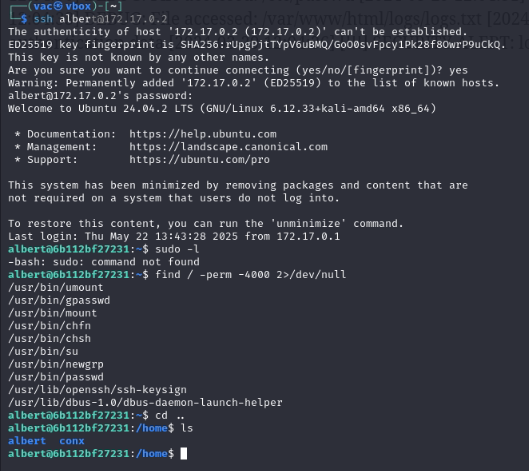 file accessed: /var/www/html/logs/logs.txt [2024
┌──(vac㉿vbox)-[~]
└─$ ssh albert@172.17.0.2
The authenticity of host '172.17.0.2 (172.17.0.2)' can't be established.
ED25519 key fingerprint is SHA256:rUpgPjtTYpV6uBMQ/GoO0svFpcy1Pk28f8OwrP9uCkQ.
This key is not known by any other names.
Are you sure you want to continue connecting (yes/no/[fingerprint])? yes
Warning: Permanently added '172.17.0.2' (ED25519) to the list of known hosts.
albert@172.17.0.2's password:
Welcome to Ubuntu 24.04.2 LTS (GNU/Linux 6.12.33+kali-amd64 x86_64)
* Documentation: https://help.ubuntu.com
* Management: https://landscape.canonical.com
* Support: https://ubuntu.com/pro
This system has been minimized by removing packages and content that are
not required on a system that users do not log into.
To restore this content, you can run the 'unminimize' command.
Last login: Thu May 22 13:43:28 2025 from 172.17.0.1
albert@6b112bf27231:~$ sudo -l
-bash: sudo: command not found
albert@6b112bf27231:~$ find / -perm -4000 2>/dev/null
/usr/bin/umount
/usr/bin/gpasswd
/usr/bin/mount
/usr/bin/chfn
/usr/bin/chsh
/usr/bin/su
/usr/bin/newgrp
/usr/bin/passwd
/usr/lib/openssh/ssh-keysign
/usr/lib/dbus-1.0/dbus-daemon-launch-helper
albert@6b112bf27231:~$ cd ..
albert@6b112bf27231:/home$ ls
albert conx
albert@6b112bf27231:/home$